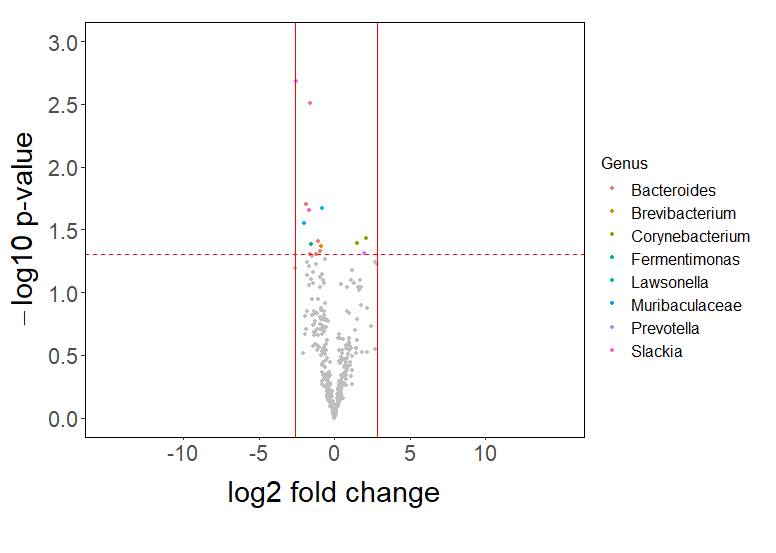 3.0
2.5
2.0
1.5
1.0
0.5
0.0
−log10 p-value
-10 -5 0 5 10
log2 fold change
Genus
Bacteroides
Brevibacterium
Corynebacterium
Fermentimonas
Lawsonella
Muribaculaceae
Prevotella
Slackia